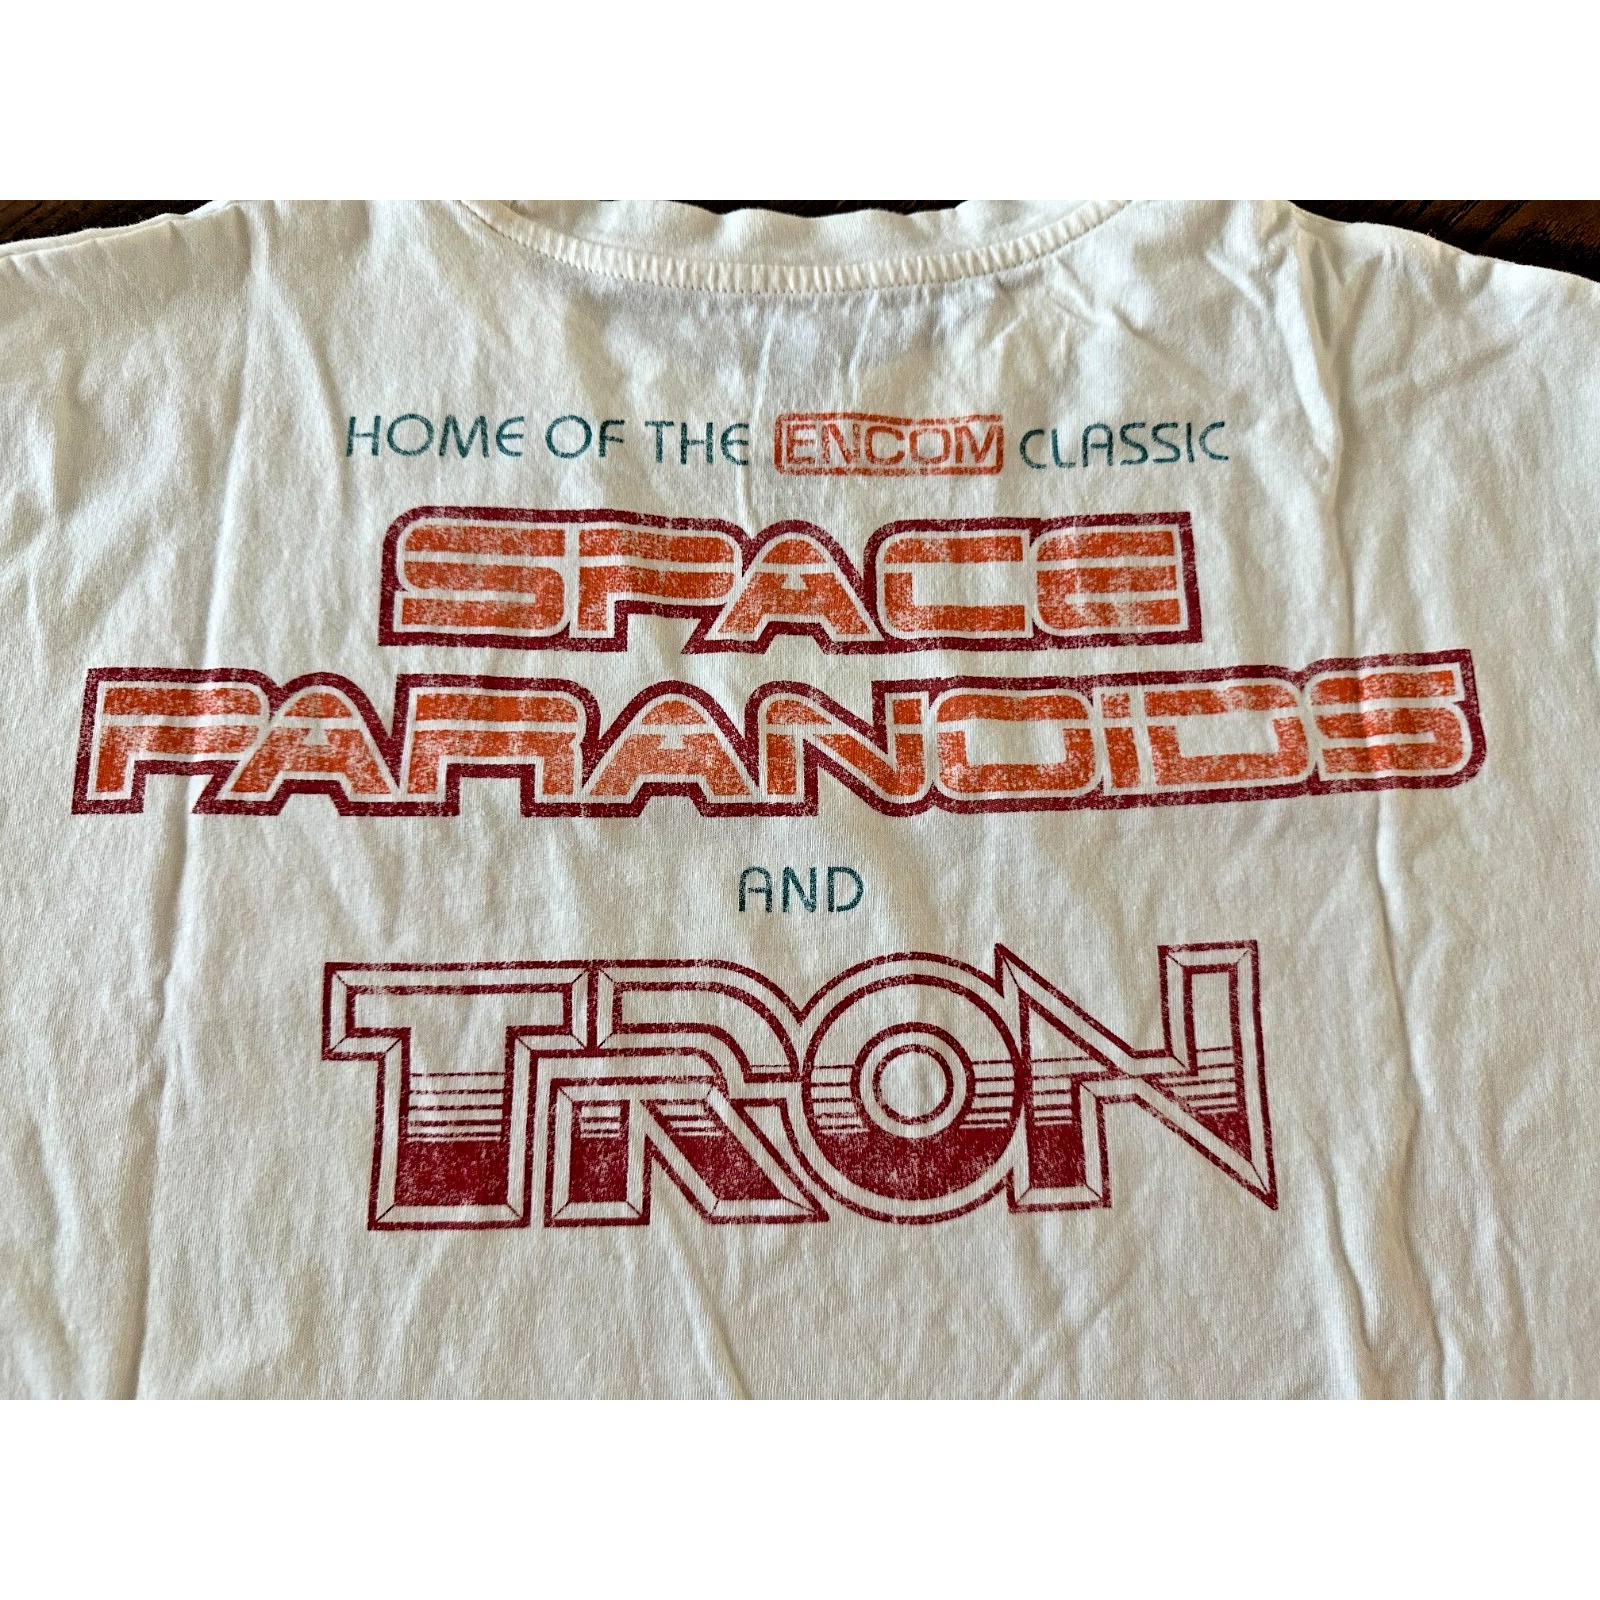 HOME OF THE ENCOM CLASSIC
SPACE
PARANOIDS
AND
TRON